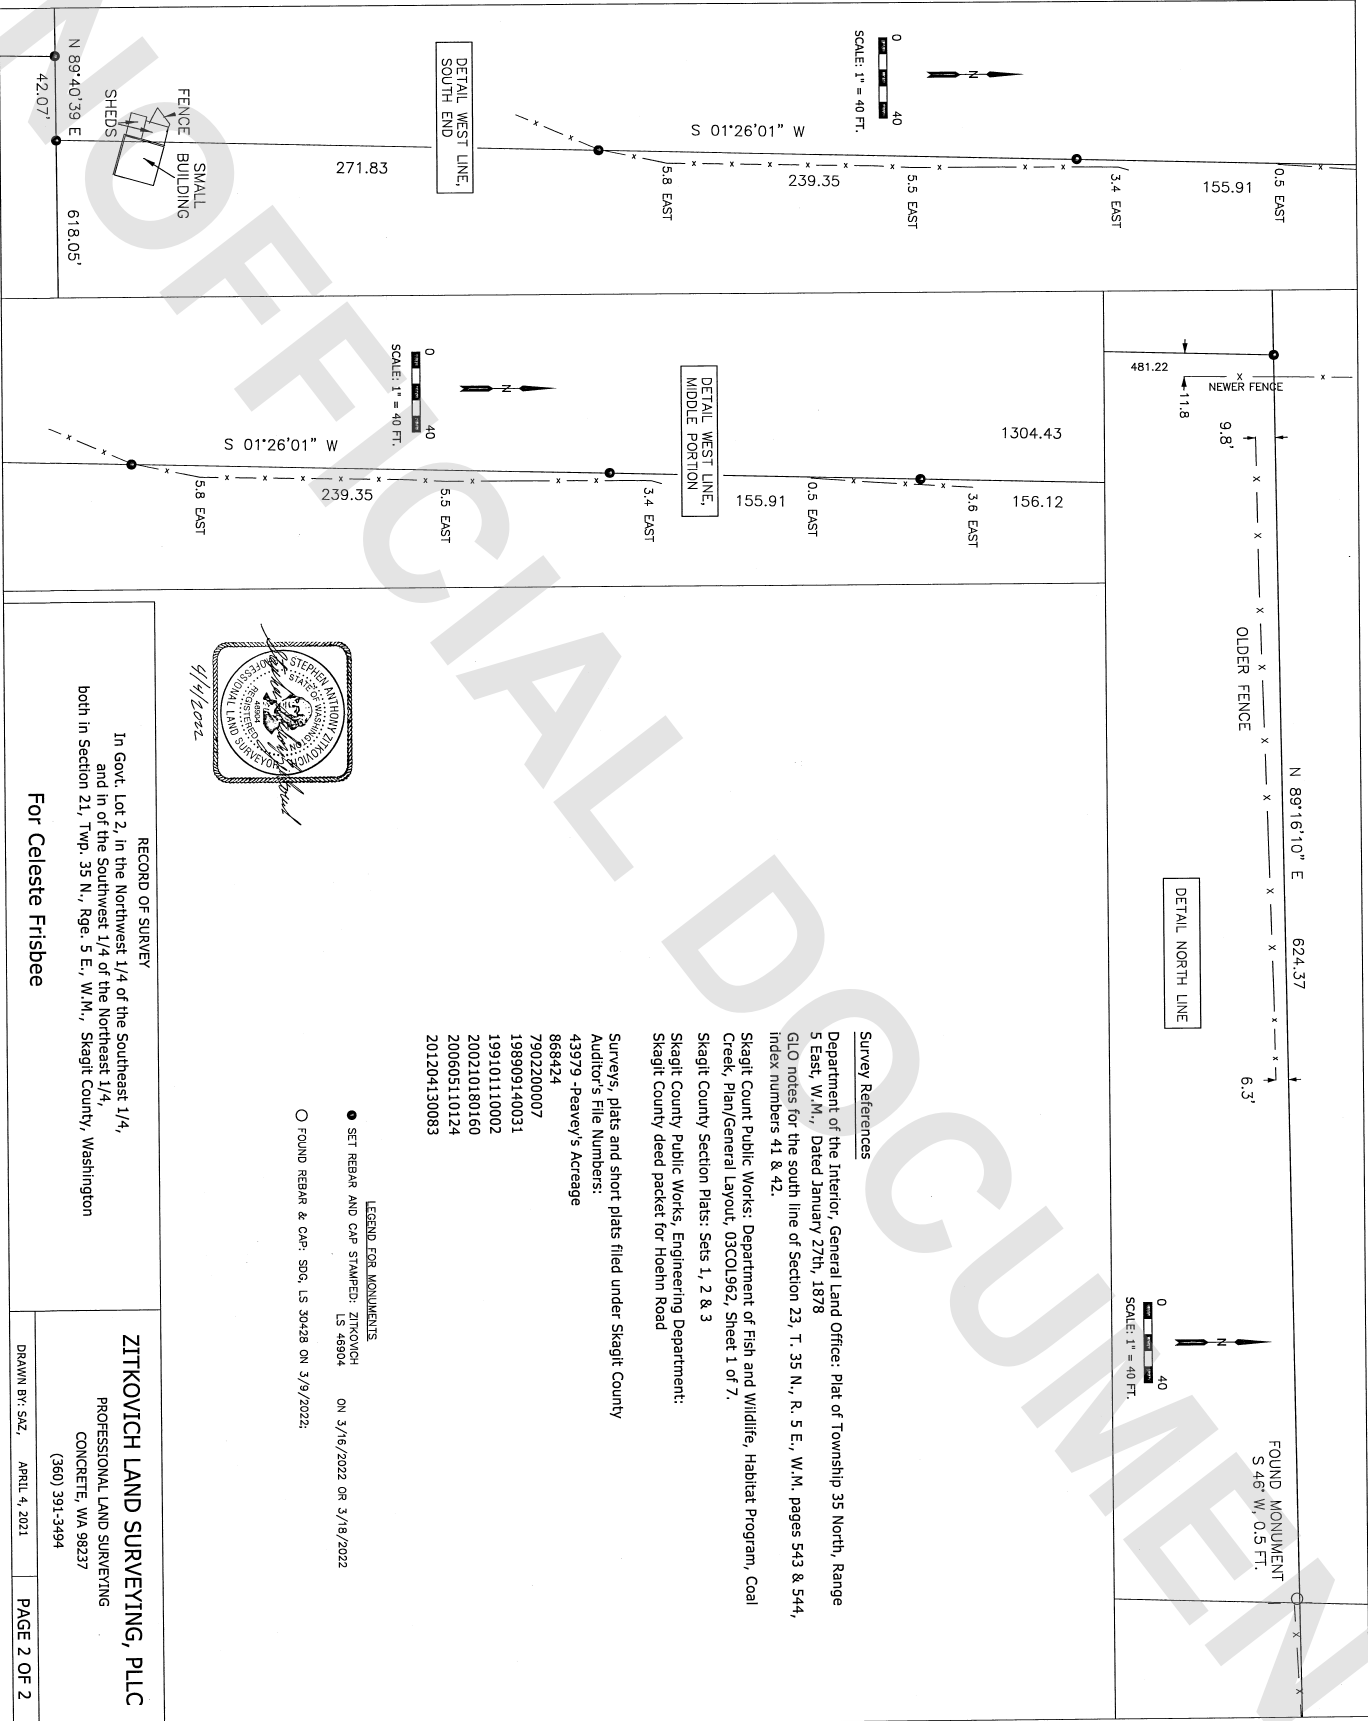 UNOFFICIAL DOCUMENT
0 40
SCALE: 1" = 40 FT.
N
DETAIL WEST LINE,
SOUTH END
S 01°26'01" W
0.5 EAST
155.91
3.4 EAST
5.5 EAST
239.35
5.8 EAST
271.83
SMALL
BUILDING
FENCE
SHEDS
N 89°40'39 E
42.07'
618.05'
0 40
SCALE: 1" = 40 FT.
N
DETAIL WEST LINE,
MIDDLE PORTION
S 01°26'01" W
1304.43
156.12
3.6 EAST
0.5 EAST
155.91
3.4 EAST
5.5 EAST
239.35
5.8 EAST
481.22
NEWER FENCE
11.8
9.8'
OLDER FENCE
N 89°16'10" E 624.37
DETAIL NORTH LINE
6.3'
0 40
SCALE: 1" = 40 FT.
N
FOUND MONUMENT
S 46° W, 0.5 FT.
Survey References
Department of the Interior, General Land Office: Plat of Township 35 North, Range
5 East, W.M., Dated January 27th, 1878
GLO notes for the south line of Section 23, T. 35 N., R. 5 E., W.M. pages 543 & 544,
index numbers 41 & 42.
Skagit Count Public Works: Department of Fish and Wildlife, Habitat Program, Coal
Creek, Plan/General Layout, 03COL962, Sheet 1 of 7.
Skagit County Section Plats: Sets 1, 2 & 3
Skagit County Public Works, Engineering Department:
Skagit County deed packet for Hoehn Road
Surveys, plats and short plats filed under Skagit County
Auditor's File Numbers:
43979 -Peavey's Acreage
868424
7902200007
198909140031
199101110002
200210180160
200605110124
201204130083
LEGEND FOR MONUMENTS
SET REBAR AND CAP STAMPED: ZITKOVICH ON 3/16/2022 OR 3/18/2022
LS 46904
FOUND REBAR & CAP: SDG, LS 30428 ON 3/9/2022;
STEPHEN ANTHONY ZITKOVICH
STATE OF WASHINGTON
46904
REGISTERED
PROFESSIONAL LAND SURVEYOR
4/4/2022
RECORD OF SURVEY
In Govt. Lot 2, in the Northwest 1/4 of the Southeast 1/4,
and in of the Southwest 1/4 of the Northeast 1/4,
both in Section 21, Twp. 35 N., Rge. 5 E., W.M., Skagit County, Washington
For Celeste Frisbee
ZITKOVICH LAND SURVEYING, PLLC
PROFESSIONAL LAND SURVEYING
CONCRETE, WA 98237
(360) 391-3494
DRAWN BY: SAZ, APRIL 4, 2021
PAGE 2 OF 2